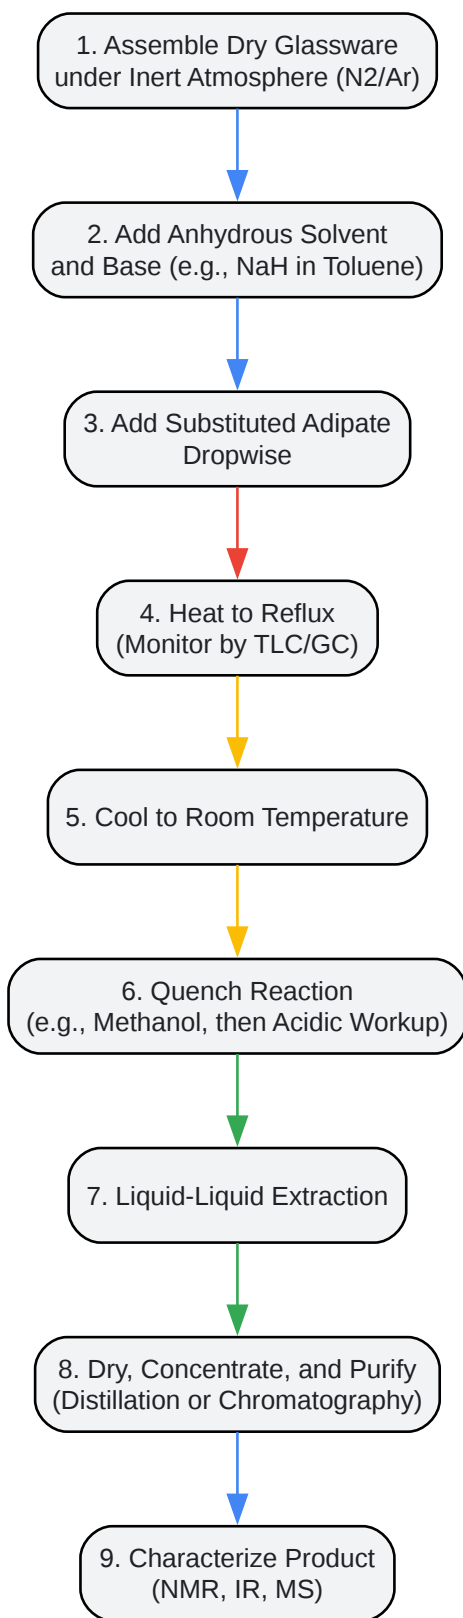 1. Assemble Dry Glassware
under Inert Atmosphere (N2/Ar)
2. Add Anhydrous Solvent
and Base (e.g., NaH in Toluene)
3. Add Substituted Adipate
Dropwise
4. Heat to Reflux
(Monitor by TLC/GC)
5. Cool to Room Temperature
6. Quench Reaction
(e.g., Methanol, then Acidic Workup)
7. Liquid-Liquid Extraction
8. Dry, Concentrate, and Purify
(Distillation or Chromatography)
9. Characterize Product
(NMR, IR, MS)